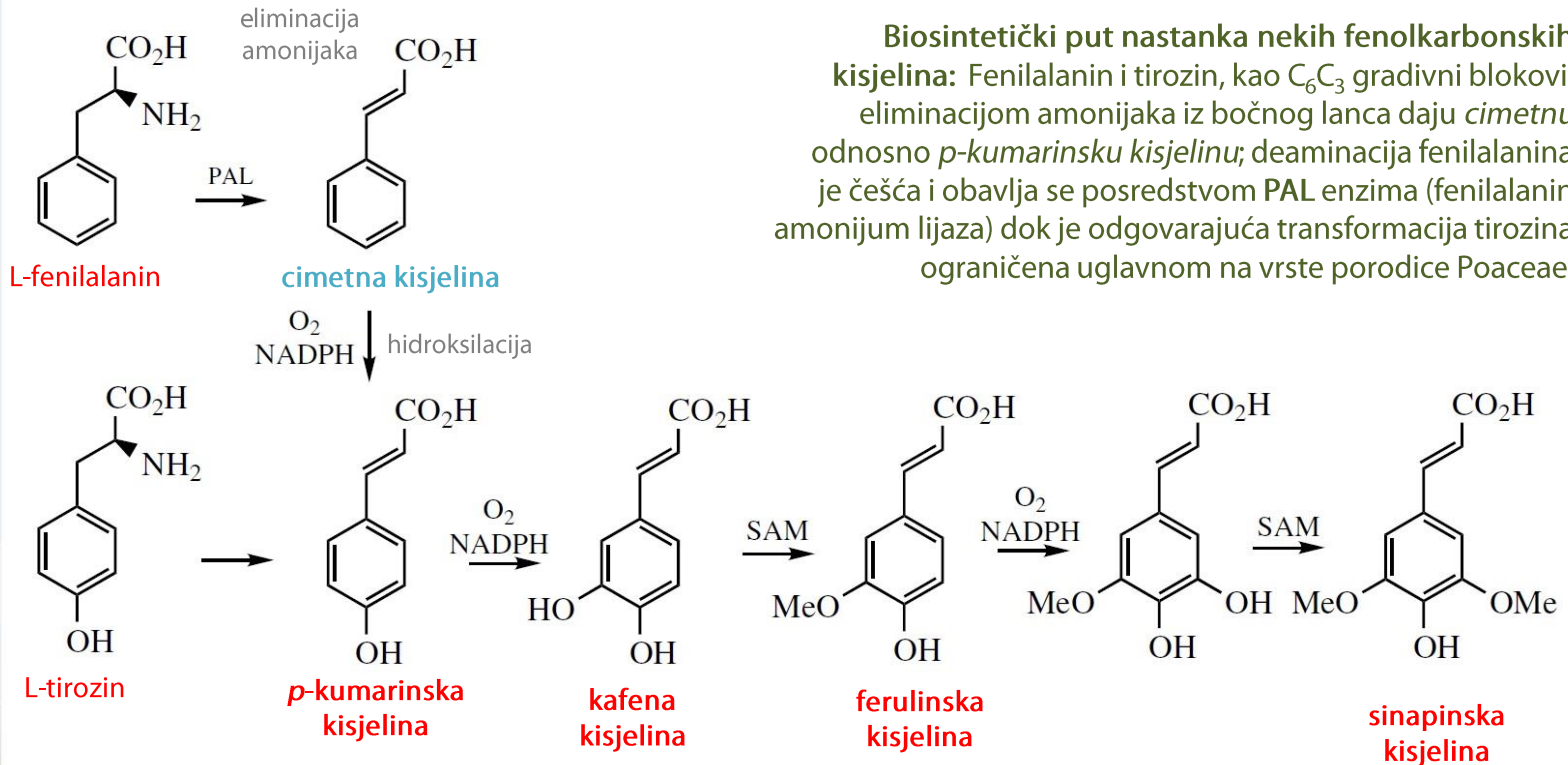 eliminacija
amonijaka
CO₂H
NH₂
PAL
CO₂H
L-fenilalanin
cimetna kisjelina
Biosintetički put nastanka nekih fenolkarbonskih
kisjelina: Fenilalanin i tirozin, kao C₆C₃ gradivni blokovi
eliminacijom amonijaka iz bočnog lanca daju cimetnu
odnosno p-kumarinsku kisjelinu; deaminacija fenilalanina
je češća i obavlja se posredstvom PAL enzima (fenilalanin
amonijum lijaza) dok je odgovarajuća transformacija tirozina
ograničena uglavnom na vrste porodice Poaceae
O₂
NADPH
hidroksilacija
CO₂H
NH₂
OH
L-tirozin
CO₂H
OH
p-kumarinska
kisjelina
O₂
NADPH
CO₂H
HO
OH
kafena
kisjelina
SAM
CO₂H
MeO
OH
ferulinska
kisjelina
O₂
NADPH
CO₂H
MeO
OH
OH
SAM
CO₂H
MeO
OMe
OH
sinapinska
kisjelina